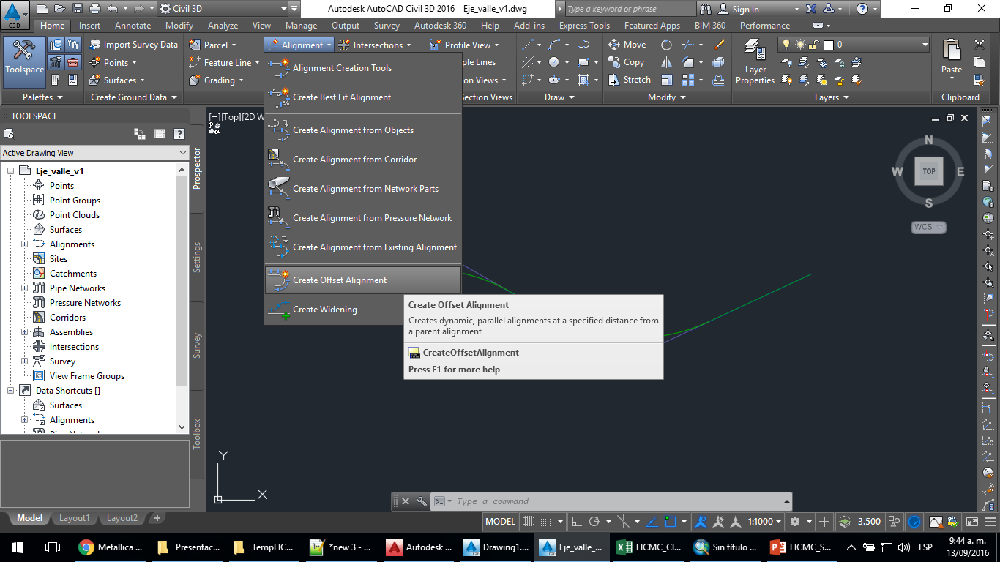 C3D
Civil 3D
Autodesk AutoCAD Civil 3D 2016 Eje_valle_v1.dwg
Type a keyword or phrase
Sign In
Home Insert Annotate Modify Analyze View Manage Output Survey Autodesk 360 Help Add-ins Express Tools Featured Apps BIM 360 Performance
Toolspace
Palettes
Import Survey Data
Points
Surfaces
Create Ground Data
Parcel
Feature Line
Grading
Alignment
Intersections
Profile View
ple Lines
ion Views
ection Views
Move
Copy
Stretch
Draw
Modify
Layer
Properties
0
Layers
Paste
Clipboard
Alignment Creation Tools
Create Best Fit Alignment
Create Alignment from Objects
Create Alignment from Corridor
Create Alignment from Network Parts
Create Alignment from Pressure Network
Create Alignment from Existing Alignment
Create Offset Alignment
Create Widening
Create Offset Alignment
Creates dynamic, parallel alignments at a specified distance from
a parent alignment
CreateOffsetAlignment
Press F1 for more help
TOOLSPACE
Active Drawing View
Eje_valle_v1
Points
Point Groups
Point Clouds
Surfaces
Alignments
Sites
Catchments
Pipe Networks
Pressure Networks
Corridors
Assemblies
Intersections
Survey
View Frame Groups
Data Shortcuts []
Surfaces
Alignments
Prospector
Settings
Survey
Toolbox
[−][Top][2D W
N
W
TOP
E
S
WCS
Y
X
Type a command
Model Layout1 Layout2
MODEL
1:1000
3.500
Metallica ...
Presentac...
TempHC...
*new 3 - ...
Autodesk ...
Drawing1....
Eje_valle_...
HCMC_Cl...
Sin título ...
HCMC_S...
ESP
9:44 a. m.
13/09/2016